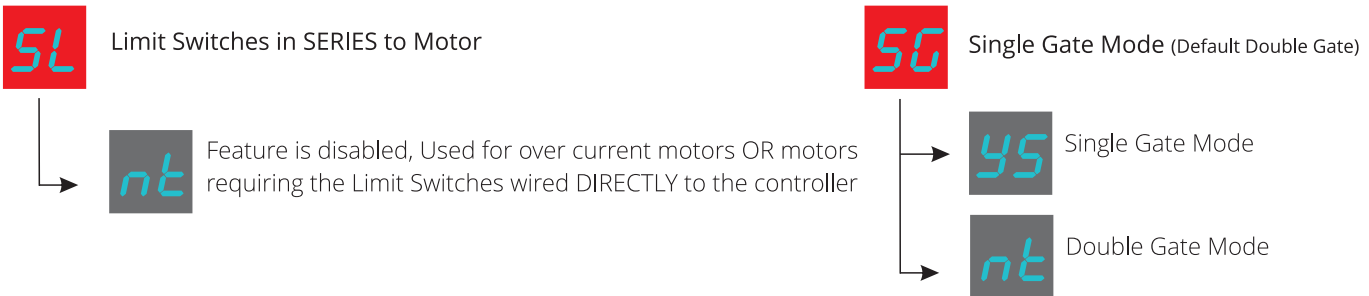 SL
Limit Switches in SERIES to Motor
nt
Feature is disabled, Used for over current motors OR motors
requiring the Limit Switches wired DIRECTLY to the controller
SG
Single Gate Mode (Default Double Gate)
YS
Single Gate Mode
nt
Double Gate Mode